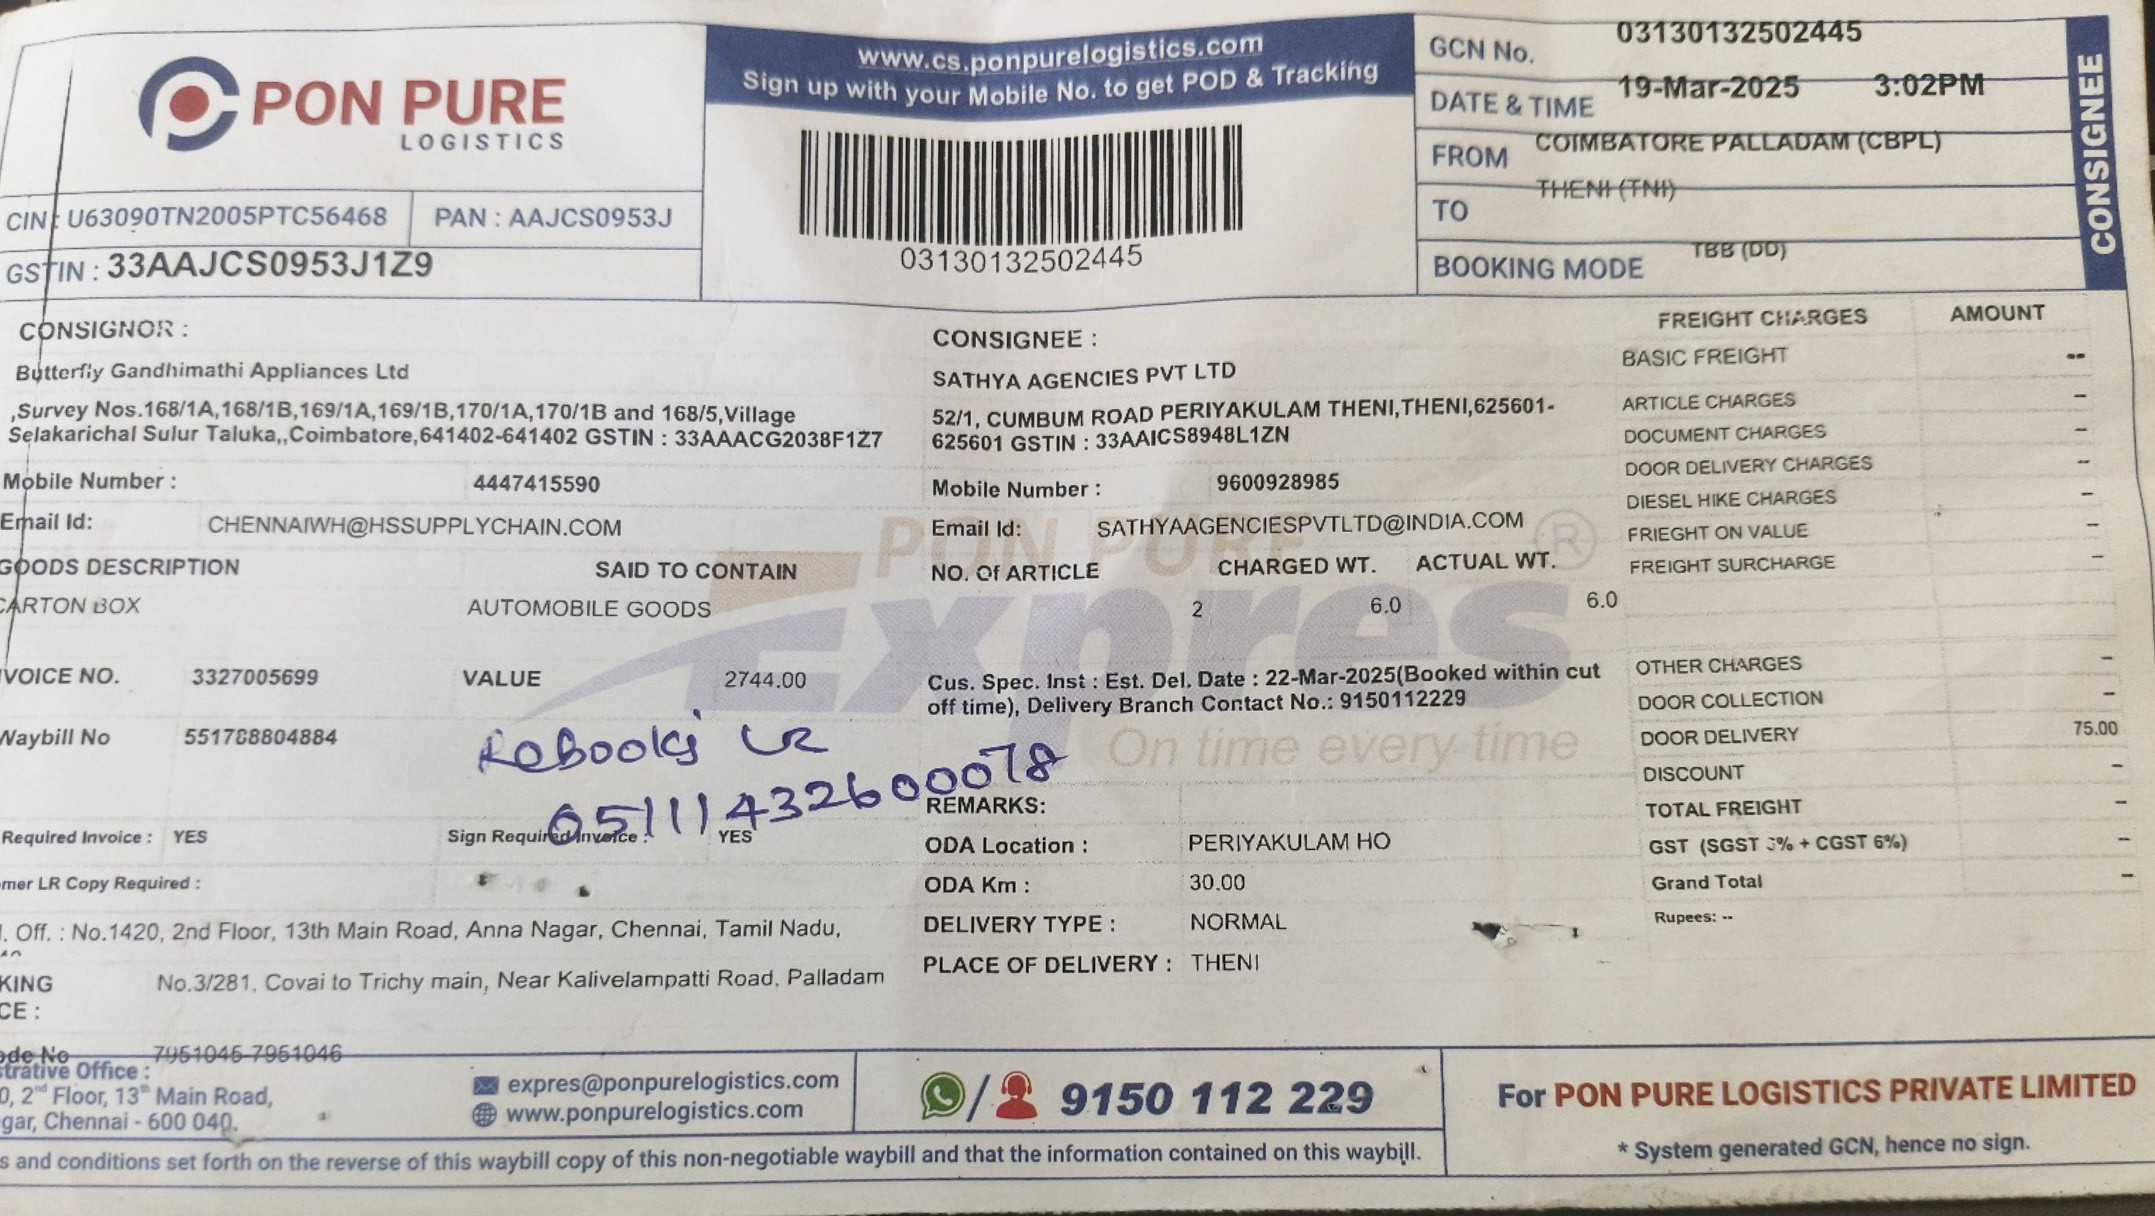 PON PURE
LOGISTICS
www.cs.ponpurelogistics.com
Sign up with your Mobile No. to get POD & Tracking
03130132502445
GCN No. 03130132502445
DATE & TIME 19-Mar-2025 3:02PM
FROM COIMBATORE PALLADAM (CBPL)
TO THENI (TNI)
BOOKING MODE TBB (DD)
CONSIGNEE
CIN: U63090TN2005PTC56468 PAN : AAJCS0953J
GSTIN : 33AAJCS0953J1Z9
CONSIGNOR :
Butterfly Gandhimathi Appliances Ltd
,Survey Nos.168/1A,168/1B,169/1A,169/1B,170/1A,170/1B and 168/5,Village
Selakarichal Sulur Taluka,,Coimbatore,641402-641402 GSTIN : 33AAACG2038F1Z7
Mobile Number : 4447415590
Email Id: CHENNAIWH@HSSUPPLYCHAIN.COM
CONSIGNEE :
SATHYA AGENCIES PVT LTD
52/1, CUMBUM ROAD PERIYAKULAM THENI,THENI,625601-
625601 GSTIN : 33AAICS8948L1ZN
Mobile Number : 9600928985
Email Id: SATHYAAGENCIESPVTLTD@INDIA.COM
PON PURE ®
Expres
On time every time
GOODS DESCRIPTION SAID TO CONTAIN NO. Of ARTICLE CHARGED WT. ACTUAL WT.
CARTON BOX AUTOMOBILE GOODS 2 6.0 6.0
VOICE NO. 3327005699 VALUE 2744.00
Cus. Spec. Inst : Est. Del. Date : 22-Mar-2025(Booked within cut
off time), Delivery Branch Contact No.: 9150112229
Waybill No 551788804884
LR
05111432600078
Required Invoice : YES Sign Required Invoice : YES
mer LR Copy Required :
. Off. : No.1420, 2nd Floor, 13th Main Road, Anna Nagar, Chennai, Tamil Nadu,
KING No.3/281, Covai to Trichy main, Near Kalivelampatti Road, Palladam
CE :
de No 7951045-7951046
REMARKS:
ODA Location : PERIYAKULAM HO
ODA Km : 30.00
DELIVERY TYPE : NORMAL
PLACE OF DELIVERY : THENI
FREIGHT CHARGES AMOUNT
BASIC FREIGHT --
ARTICLE CHARGES --
DOCUMENT CHARGES --
DOOR DELIVERY CHARGES --
DIESEL HIKE CHARGES --
FRIEGHT ON VALUE --
FREIGHT SURCHARGE --
OTHER CHARGES --
DOOR COLLECTION --
DOOR DELIVERY 75.00
DISCOUNT --
TOTAL FREIGHT --
GST (SGST % + CGST 6%) --
Grand Total --
Rupees: --
trative Office :
0, 2nd Floor, 13th Main Road,
gar, Chennai - 600 040.
expres@ponpurelogistics.com
www.ponpurelogistics.com
/ 9150 112 229
For PON PURE LOGISTICS PRIVATE LIMITED
* System generated GCN, hence no sign.
s and conditions set forth on the reverse of this waybill copy of this non-negotiable waybill and that the information contained on this waybill.